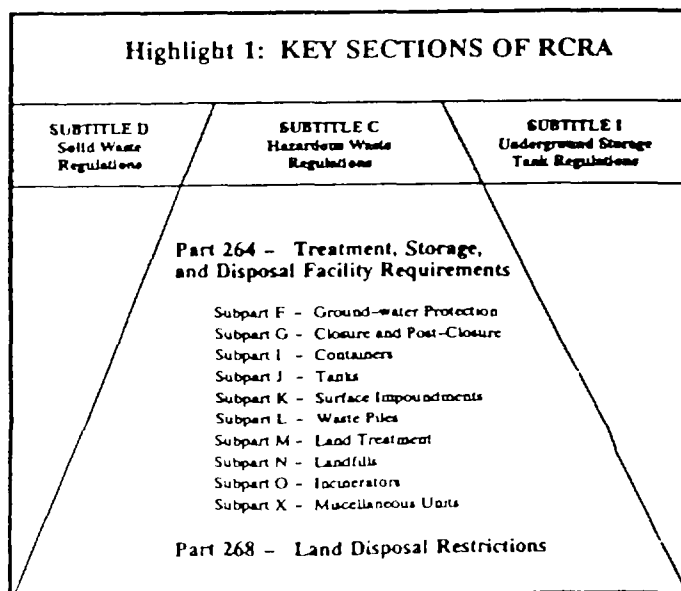 Highlight 1: KEY SECTIONS OF RCRA
SUBTITLE D
Solid Waste
Regulations
SUBTITLE C
Hazardous Waste
Regulations
SUBTITLE I
Underground Storage
Tank Regulations
Part 264 - Treatment, Storage,
and Disposal Facility Requirements
Subpart F - Ground-water Protection
Subpart G - Closure and Post-Closure
Subpart I - Containers
Subpart J - Tanks
Subpart K - Surface Impoundments
Subpart L - Waste Piles
Subpart M - Land Treatment
Subpart N - Landfills
Subpart O - Incinerators
Subpart X - Miscellaneous Units
Part 268 - Land Disposal Restrictions